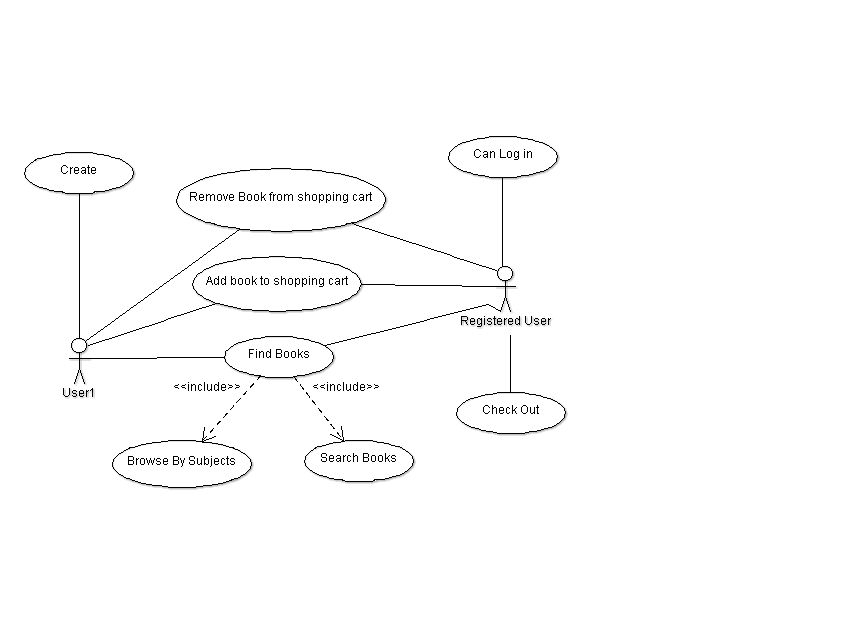 Can Log in
Create
Remove Book from shopping cart
Add book to shopping cart
Registered User
Find Books
<<include>>
<<include>>
User1
Check Out
Browse By Subjects
Search Books